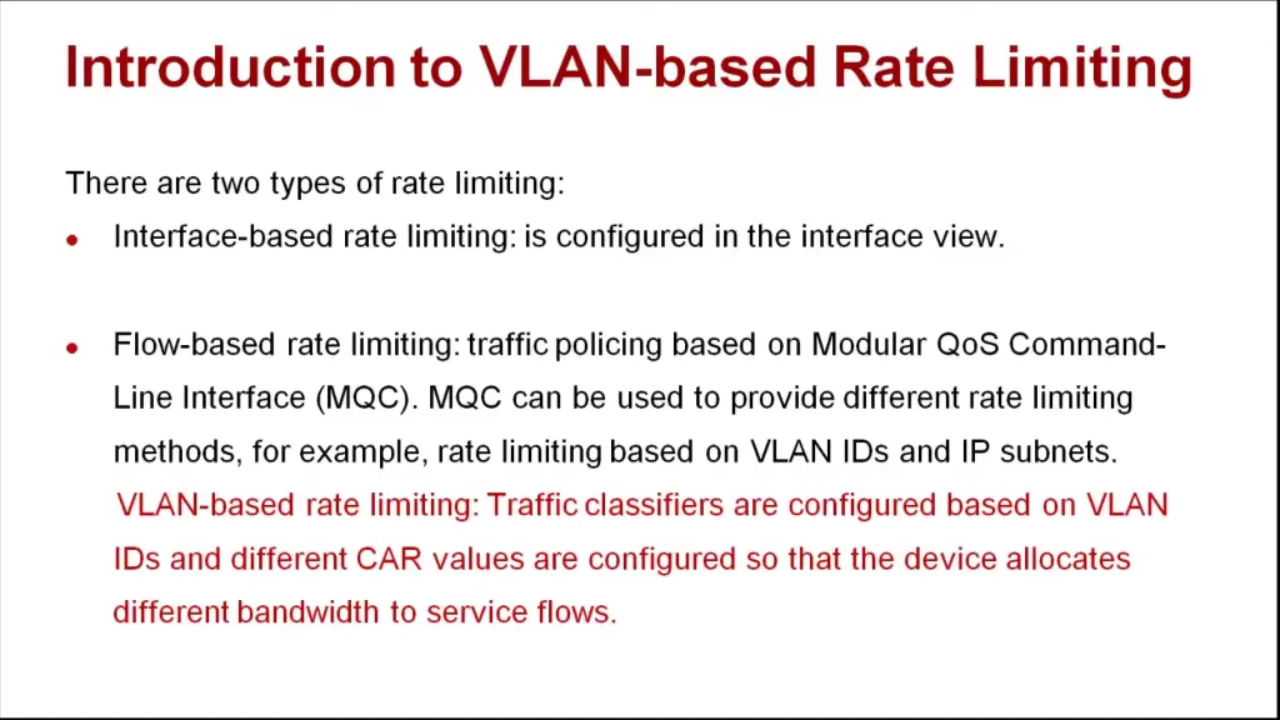 Introduction to VLAN-based Rate Limiting
There are two types of rate limiting:
• Interface-based rate limiting: is configured in the interface view.
• Flow-based rate limiting: traffic policing based on Modular QoS Command-
Line Interface (MQC). MQC can be used to provide different rate limiting
methods, for example, rate limiting based on VLAN IDs and IP subnets.
VLAN-based rate limiting: Traffic classifiers are configured based on VLAN
IDs and different CAR values are configured so that the device allocates
different bandwidth to service flows.